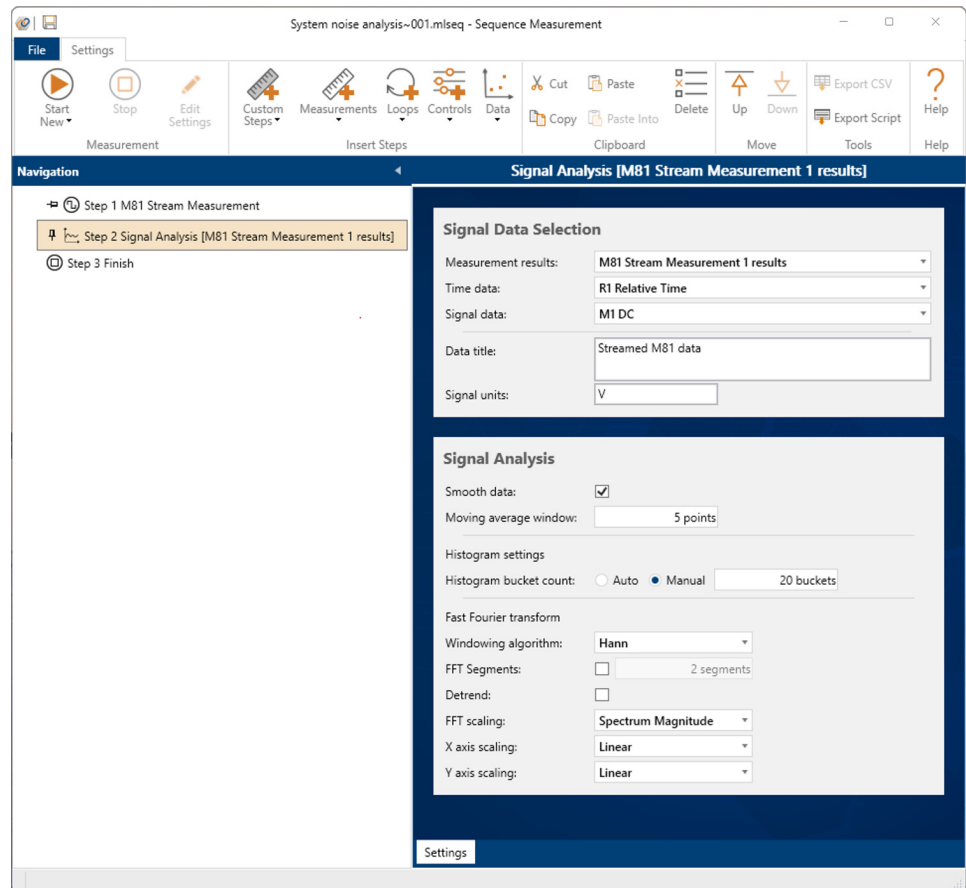 System noise analysis~001.mlseq - Sequence Measurement
File Settings
Start New
Stop
Edit Settings
Custom Steps
Measurements
Loops
Controls
Data
Cut
Copy
Paste
Paste Into
Delete
Up
Down
Export CSV
Export Script
Help
Measurement
Insert Steps
Clipboard
Move
Tools
Help
Navigation
Step 1 M81 Stream Measurement
Step 2 Signal Analysis [M81 Stream Measurement 1 results]
Step 3 Finish
Signal Analysis [M81 Stream Measurement 1 results]
Signal Data Selection
Measurement results: M81 Stream Measurement 1 results
Time data: R1 Relative Time
Signal data: M1 DC
Data title: Streamed M81 data
Signal units: V
Signal Analysis
Smooth data:
Moving average window: 5 points
Histogram settings
Histogram bucket count: Auto Manual 20 buckets
Fast Fourier transform
Windowing algorithm: Hann
FFT Segments: 2 segments
Detrend:
FFT scaling: Spectrum Magnitude
X axis scaling: Linear
Y axis scaling: Linear
Settings